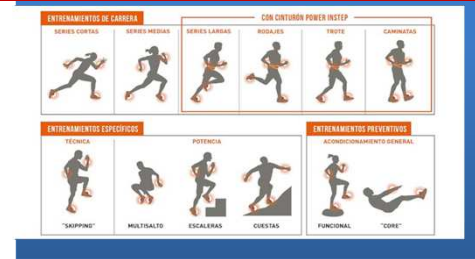 ENTRENAMIENTOS DE CARRERA
CON CINTURÓN POWER INSTEP
SERIES CORTAS
SERIES MEDIAS
SERIES LARGAS
RODAJES
TROTE
CAMINATAS
ENTRENAMIENTOS ESPECÍFICOS
TÉCNICA
POTENCIA
"SKIPPING"
MULTISALTO
ESCALERAS
CUESTAS
ENTRENAMIENTOS PREVENTIVOS
ACONDICIONAMIENTO GENERAL
FUNCIONAL
"CORE"